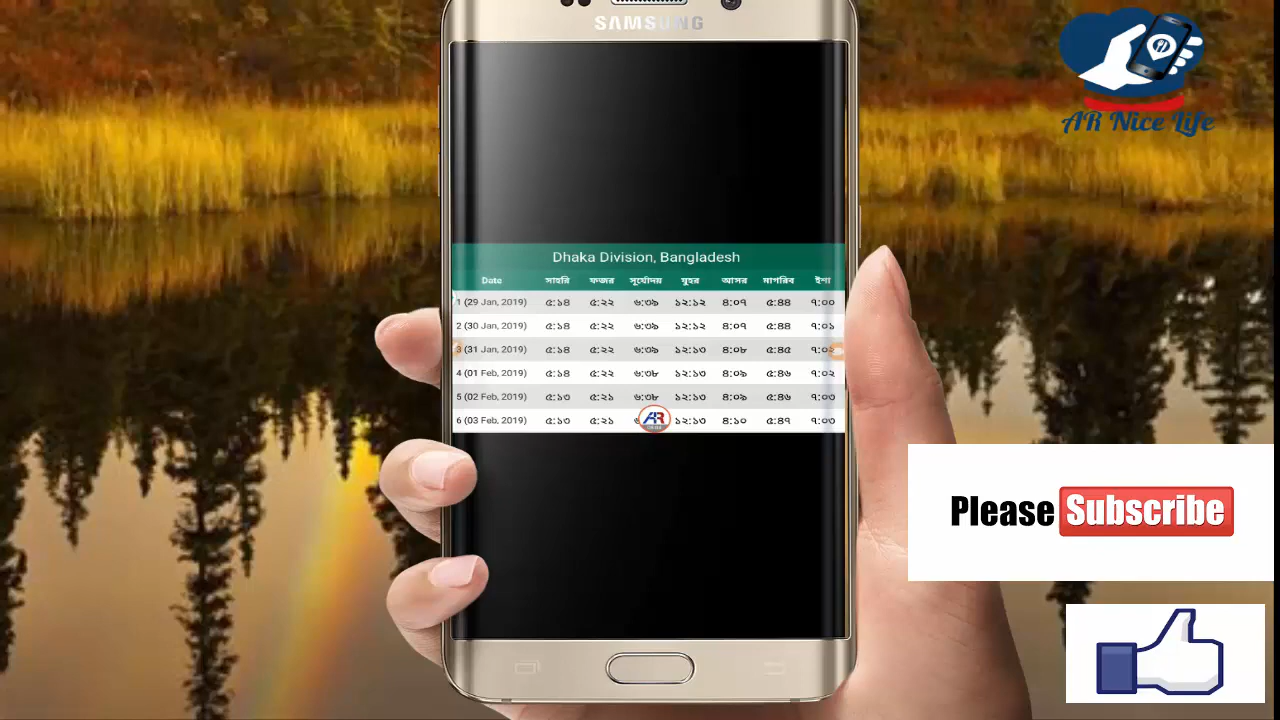 SAMSUNG
AR Nice Life
Dhaka Division, Bangladesh
Date সাহরি ফজর সূর্যোদয় যুহর আসর মাগরিব ইশা
1 (29 Jan, 2019) ৫:১৪ ৫:২২ ৬:৩৯ ১২:১২ ৪:০৭ ৫:৪৪ ৭:০০
2 (30 Jan, 2019) ৫:১৪ ৫:২২ ৬:৩৯ ১২:১২ ৪:০৭ ৫:৪৪ ৭:০১
3 (31 Jan, 2019) ৫:১৪ ৫:২২ ৬:৩৯ ১২:১৩ ৪:০৮ ৫:৪৫ ৭:০২
4 (01 Feb, 2019) ৫:১৪ ৫:২২ ৬:৩৮ ১২:১৩ ৪:০৯ ৫:৪৬ ৭:০২
5 (02 Feb, 2019) ৫:১৩ ৫:২১ ৬:৩৮ ১২:১৩ ৪:০৯ ৫:৪৬ ৭:০৩
6 (03 Feb, 2019) ৫:১৩ ৫:২১ AR ১২:১৩ ৪:১০ ৫:৪৭ ৭:০৩
Please Subscribe